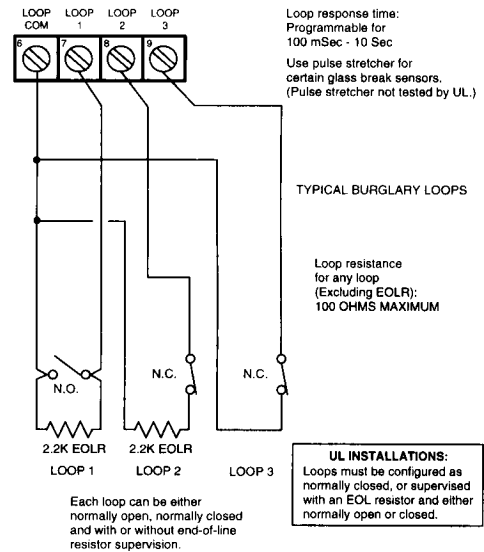 LOOP COM LOOP 1 LOOP 2 LOOP 3
6 7 8 9
Loop response time:
Programmable for
100 mSec - 10 Sec
Use pulse stretcher for
certain glass break sensors.
(Pulse stretcher not tested by UL.)
TYPICAL BURGLARY LOOPS
Loop resistance
for any loop
(Excluding EOLR):
100 OHMS MAXIMUM
N.O. N.C. N.C.
2.2K EOLR 2.2K EOLR
LOOP 1 LOOP 2 LOOP 3
UL INSTALLATIONS:
Loops must be configured as
normally closed, or supervised
with an EOL resistor and either
normally open or closed.
Each loop can be either
normally open, normally closed
and with or without end-of-line
resistor supervision.